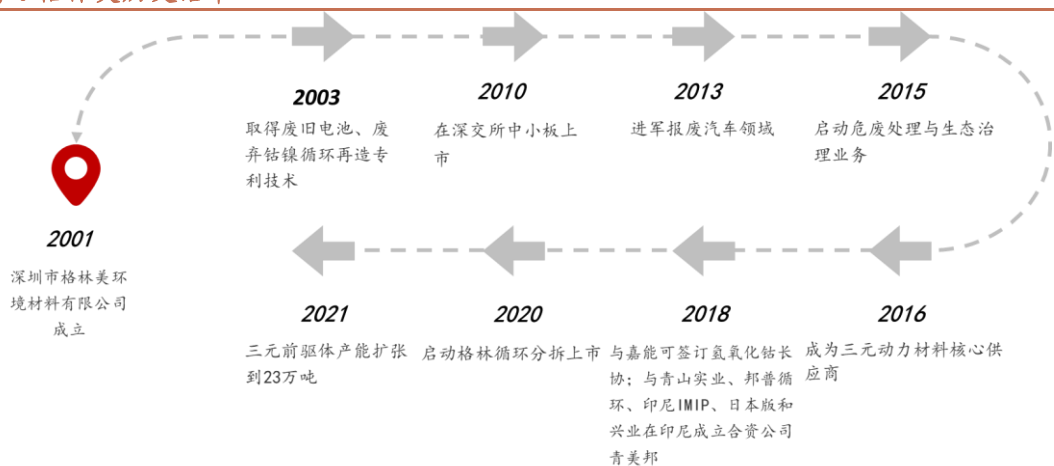 2003
取得废旧电池、废
弃钴镍循环再造专
利技术
2010
在深交所中小板上
市
2013
进军报废汽车领域
2015
启动危废处理与生态治
理业务
2001
深圳市格林美环
境材料有限公司
成立
2021
三元前驱体产能扩张
到23万吨
2020
启动格林循环分拆上市
2018
与嘉能可签订氢氧化钴长
协；与青山实业、邦普循
环、印尼IMIP、日本版和
兴业在印尼成立合资公司
青美邦
2016
成为三元动力材料核心供
应商